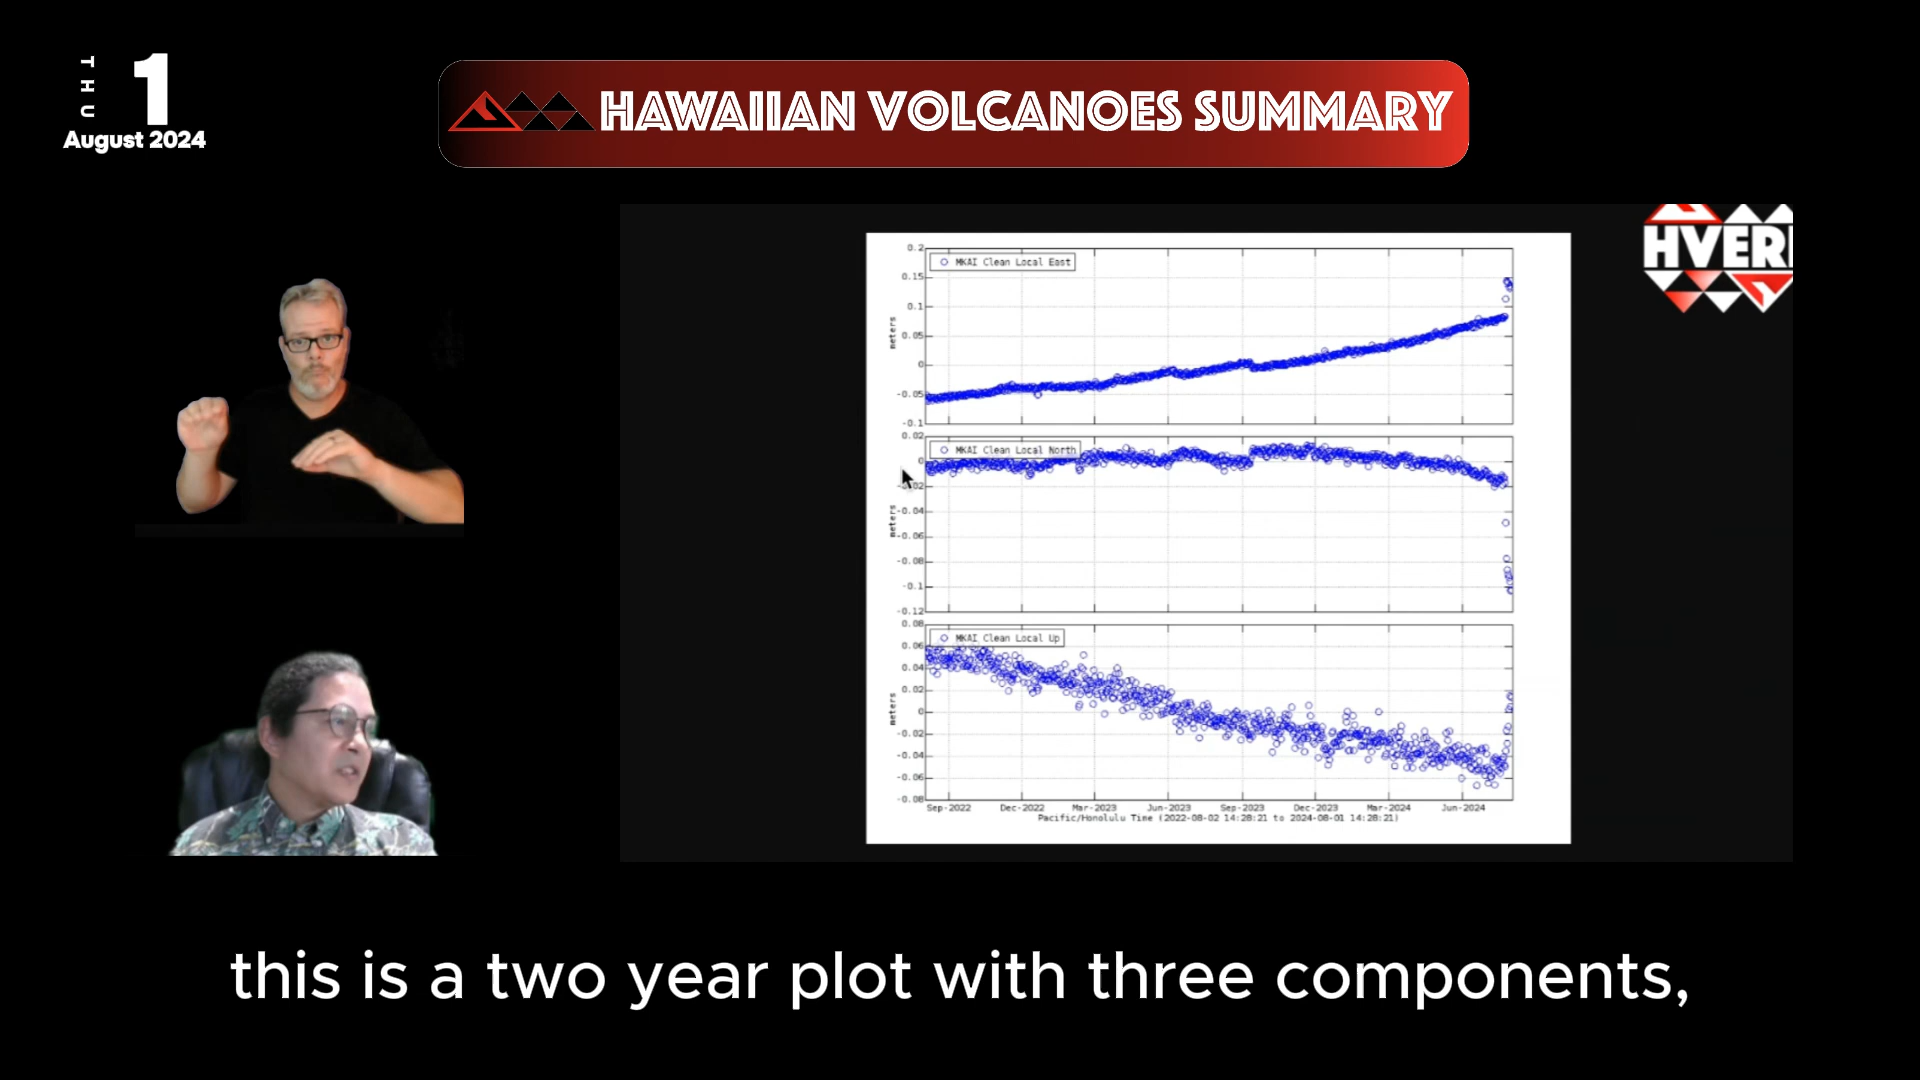 THU
1
August 2024
HAWAIIAN VOLCANOES SUMMARY
HVERI
0.2
0.15
0.1
0.05
0
-0.05
-0.1
meters
MKAI Clean Local East
0.02
0
-0.02
-0.04
-0.06
-0.08
-0.1
-0.12
meters
MKAI Clean Local North
0.08
0.06
0.04
0.02
0
-0.02
-0.04
-0.06
-0.08
meters
MKAI Clean Local Up
Sep-2022 Dec-2022 Mar-2023 Jun-2023 Sep-2023 Dec-2023 Mar-2024 Jun-2024
Pacific/Honolulu Time (2022-08-02 14:28:21 to 2024-08-01 14:28:21)
this is a two year plot with three components,